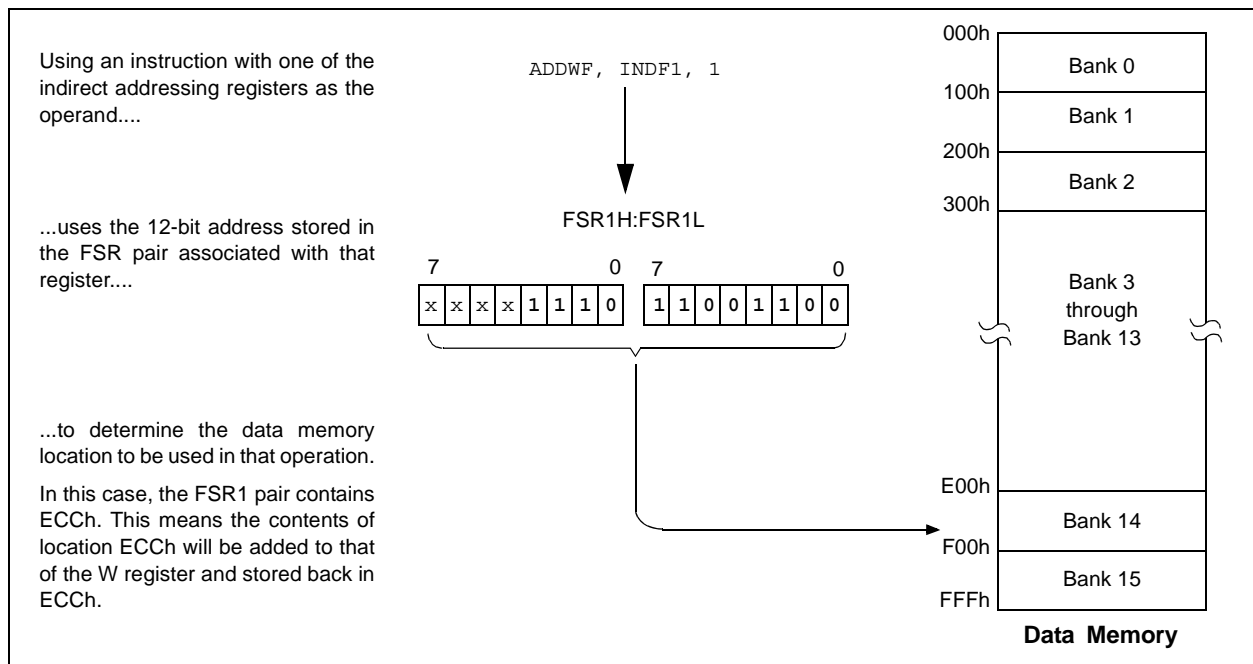 Using an instruction with one of the
indirect addressing registers as the
operand....
ADDWF, INDF1, 1
...uses the 12-bit address stored in
the FSR pair associated with that
register....
FSR1H:FSR1L
7 0 7 0
x x x x 1 1 1 0 1 1 0 0 1 1 0 0
...to determine the data memory
location to be used in that operation.
In this case, the FSR1 pair contains
ECCh. This means the contents of
location ECCh will be added to that
of the W register and stored back in
ECCh.
000h
Bank 0
100h
Bank 1
200h
Bank 2
300h
Bank 3
through
Bank 13
E00h
Bank 14
F00h
Bank 15
FFFh
Data Memory